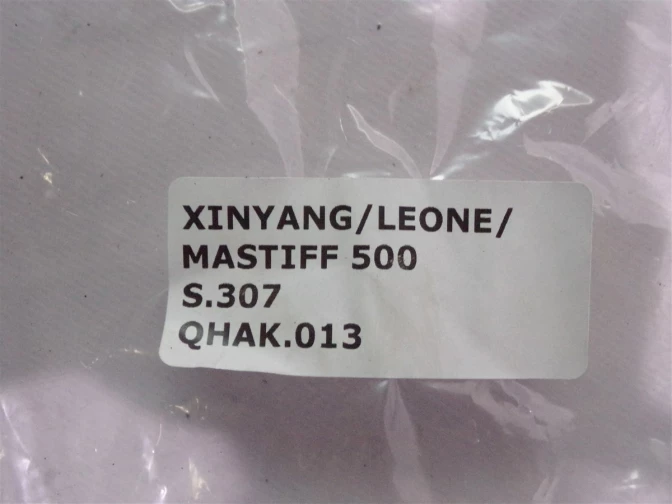 XINYANG/LEONE/
MASTIFF 500
S.307
QHAK.013